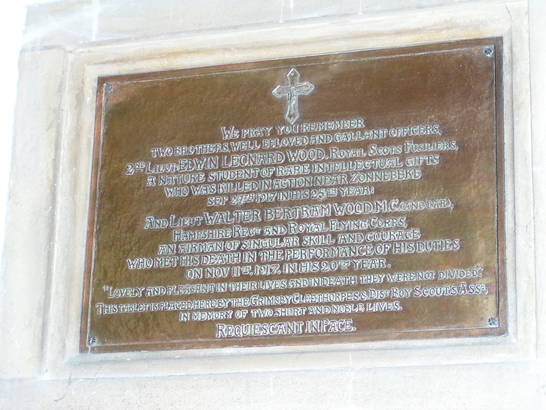 WE PRAY YOU REMEMBER
TWO BROTHERS, WELL BELOVED AND GALLANT OFFICERS,
2ND LIEUT. EDWIN LEONARD WOOD, ROYAL SCOTS FUSILIERS,
A NATURE STUDENT OF RARE INTELLECTUAL GIFTS
WHO WAS KILLED IN ACTION NEAR ZONNEBEKE
SEP 27TH 1917 IN HIS 25TH YEAR:
AND LIEUT WALTER BERTRAM WOOD, M.C. AND BAR,
HAMPSHIRE REGT AND ROYAL FLYING CORPS,
AN AIRMAN OF SINGULAR SKILL AND COURAGE
WHO MET HIS DEATH IN THE PERFORMANCE OF HIS DUTIES
ON NOV 11TH, 1917, IN HIS 20TH YEAR.
"LOVELY AND PLEASANT IN THEIR LIVES AND IN DEATH THEY WERE NOT DIVIDED"
THIS TABLET IS PLACED HERE BY THE GRIMSBY CLEETHORPES & DIST BOY SCOUTS ASSN.
IN MEMORY OF TWO SHORT AND NOBLE LIVES.
REQUIESCANT IN PACE.